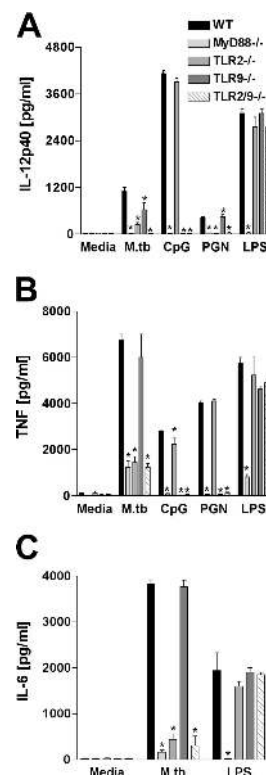 A
WT
MyD88-/-
TLR2-/-
TLR9-/-
TLR2/9-/-
IL-12p40 [pg/ml]
4800
3600
2400
1200
0
* * * * * * * * * * * *
Media M.tb CpG PGN LPS
B
TNF [pg/ml]
8000
6000
4000
2000
0
* * * * * * * * * * *
Media M.tb CpG PGN LPS
C
IL-6 [pg/ml]
4000
3000
2000
1000
0
* * * *
Media M.tb LPS